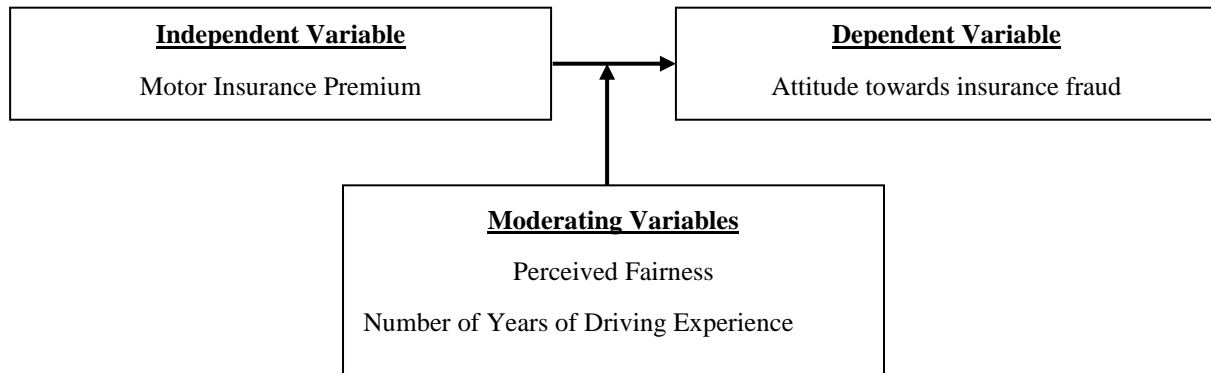 Independent Variable
Motor Insurance Premium
Dependent Variable
Attitude towards insurance fraud
Moderating Variables
Perceived Fairness
Number of Years of Driving Experience